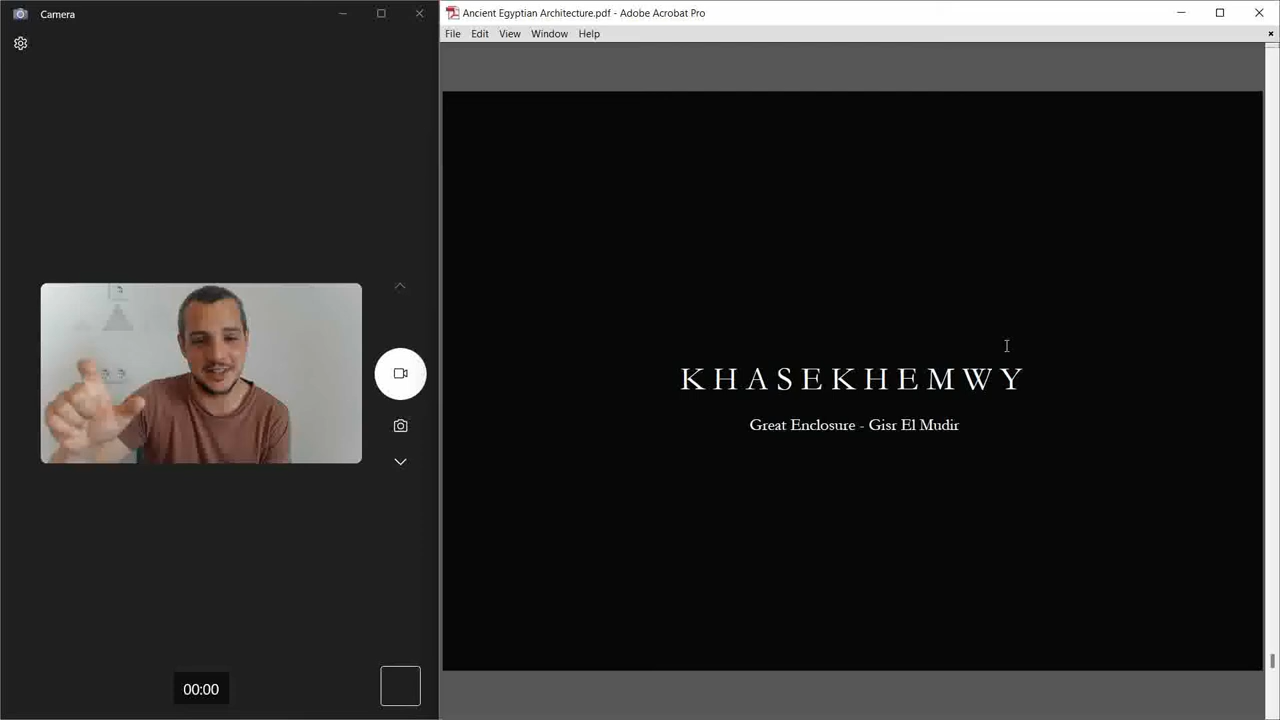 Camera
Ancient Egyptian Architecture.pdf - Adobe Acrobat Pro
File Edit View Window Help
KHASEKHEMWY
Great Enclosure - Gisr El Mudir
00:00